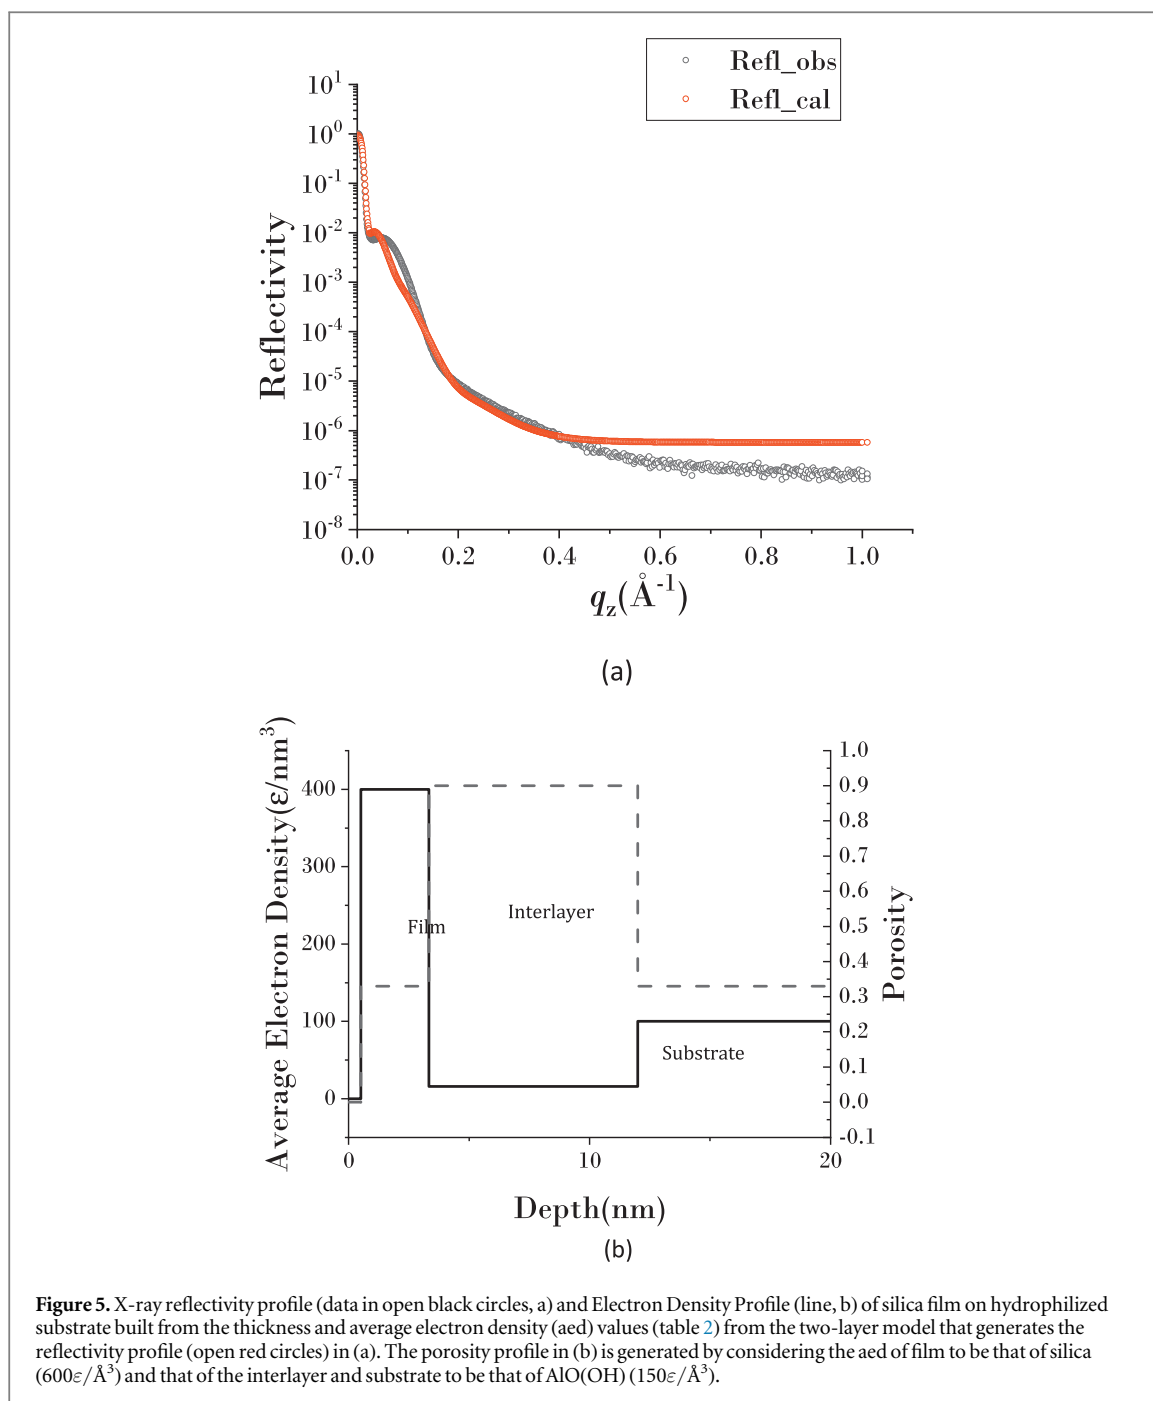 Refl_obs
Refl_cal
10¹
10⁰
10⁻¹
10⁻²
10⁻³
10⁻⁴
10⁻⁵
10⁻⁶
10⁻⁷
10⁻⁸
Reflectivity
0.0 0.2 0.4 0.6 0.8 1.0
q_z(Å⁻¹)
(a)
Average Electron Density(ε/nm³)
400
300
200
100
0
1.0
0.9
0.8
0.7
0.6
0.5
0.4
0.3
0.2
0.1
0.0
-0.1
Porosity
Film
Interlayer
Substrate
0 10 20
Depth(nm)
(b)
Figure 5. X-ray reflectivity profile (data in open black circles, a) and Electron Density Profile (line, b) of silica film on hydrophilized
substrate built from the thickness and average electron density (aed) values (table 2) from the two-layer model that generates the
reflectivity profile (open red circles) in (a). The porosity profile in (b) is generated by considering the aed of film to be that of silica
(600ε/Å³) and that of the interlayer and substrate to be that of AlO(OH) (150ε/Å³).